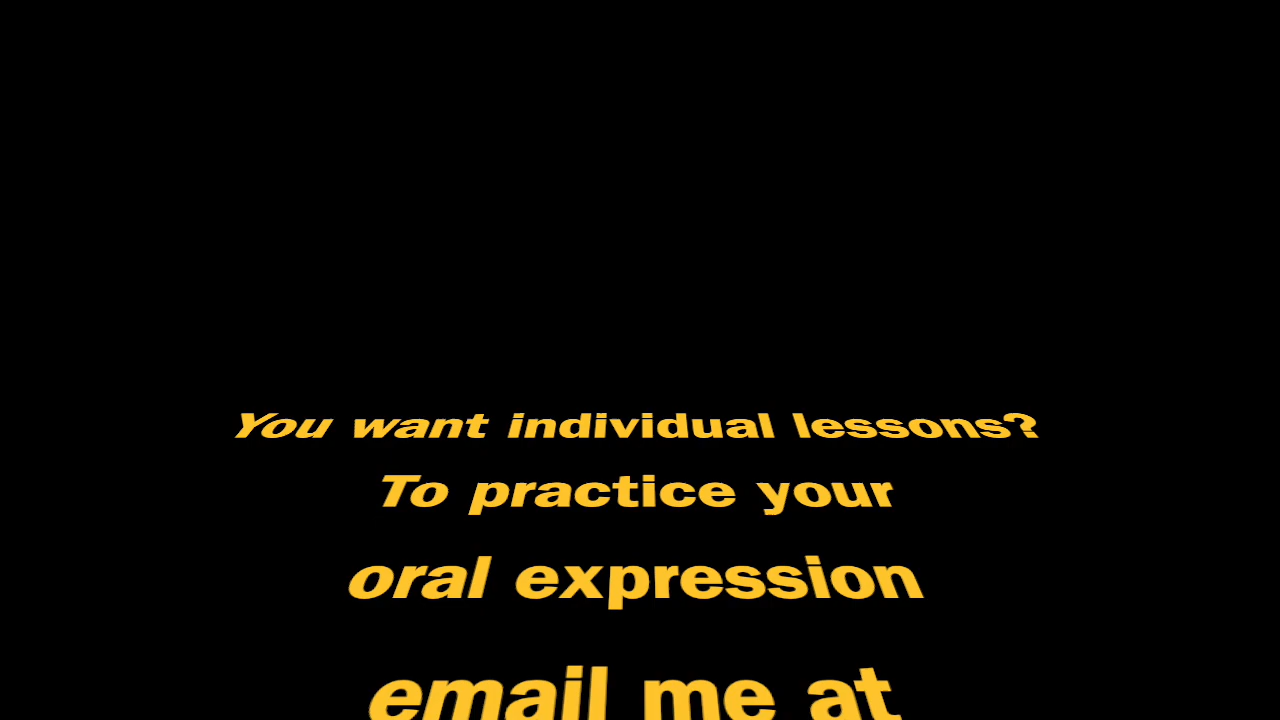 You want individual lessons?
To practice your
oral expression
email me at